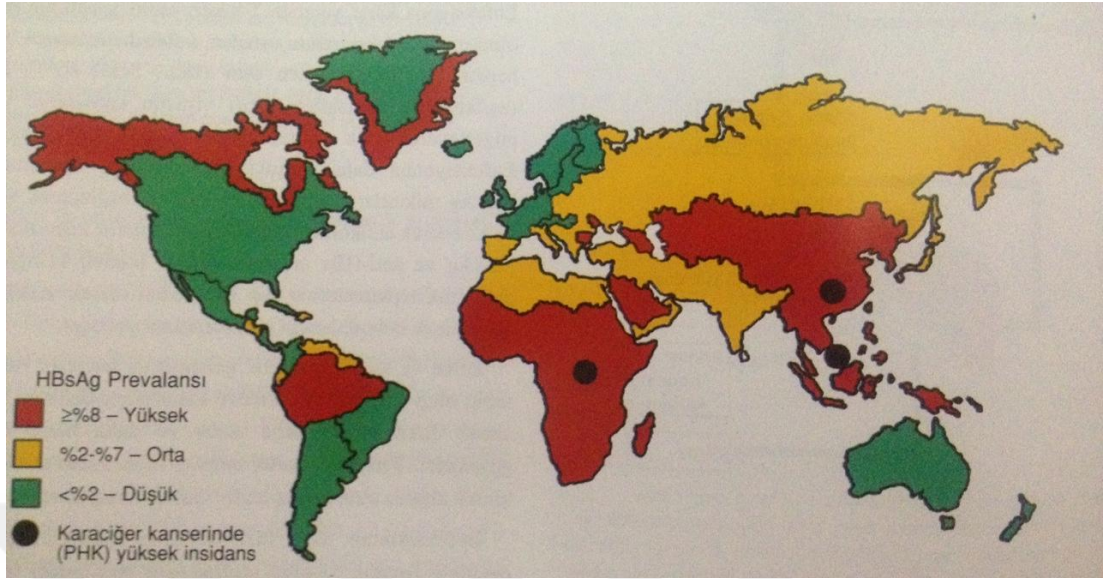 HBsAg Prevalansı
≥%8 – Yüksek
%2-%7 – Orta
<%2 – Düşük
Karaciğer kanserinde
(PHK) yüksek insidans